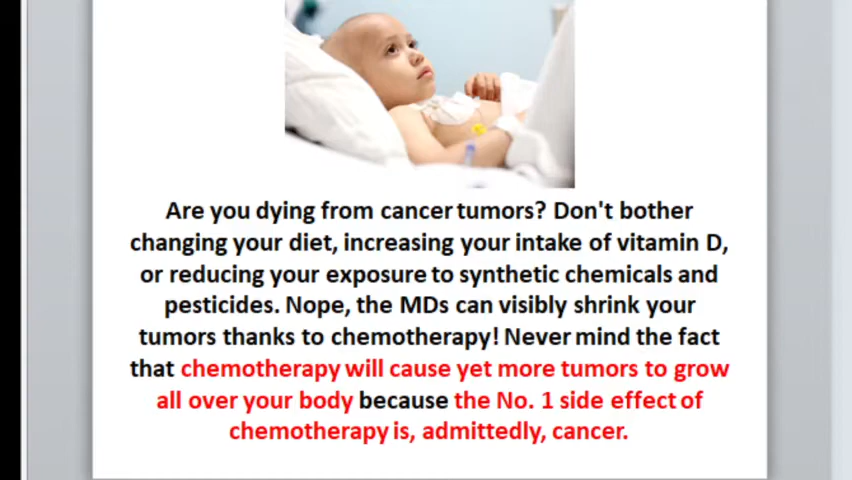 Are you dying from cancer tumors? Don't bother
changing your diet, increasing your intake of vitamin D,
or reducing your exposure to synthetic chemicals and
pesticides. Nope, the MDs can visibly shrink your
tumors thanks to chemotherapy! Never mind the fact
that chemotherapy will cause yet more tumors to grow
all over your body because the No. 1 side effect of
chemotherapy is, admittedly, cancer.